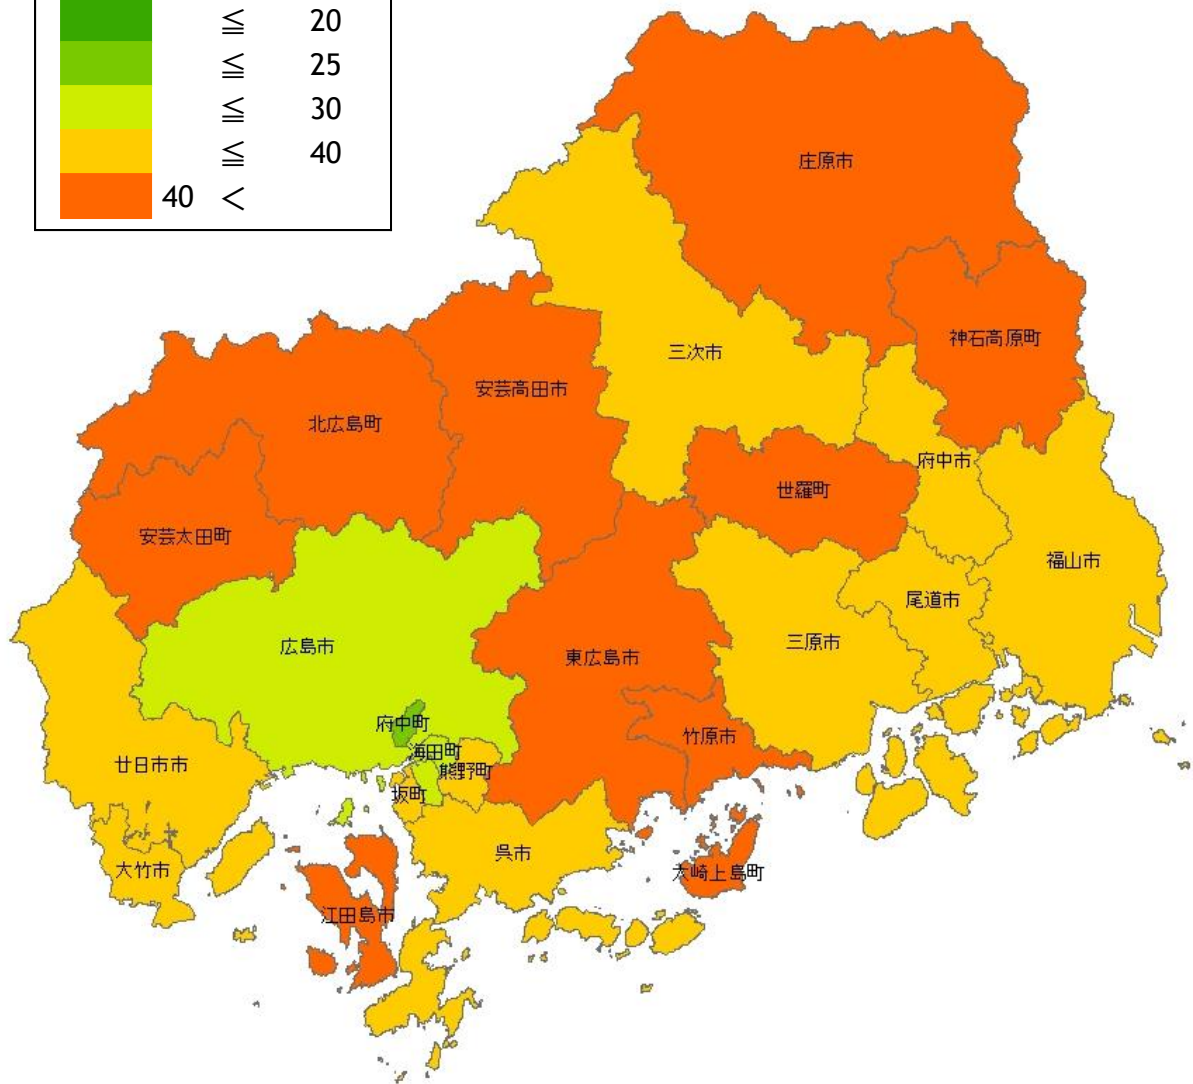 ≦ 20
≦ 25
≦ 30
≦ 40
40 <
庄原市
神石高原町
三次市
安芸高田市
北広島町
府中市
世羅町
安芸太田町
福山市
尾道市
三原市
広島市
東広島市
府中町
竹原市
海田町
廿日市市
熊野町
坂町
呉市
大竹市
大崎上島町
江田島市